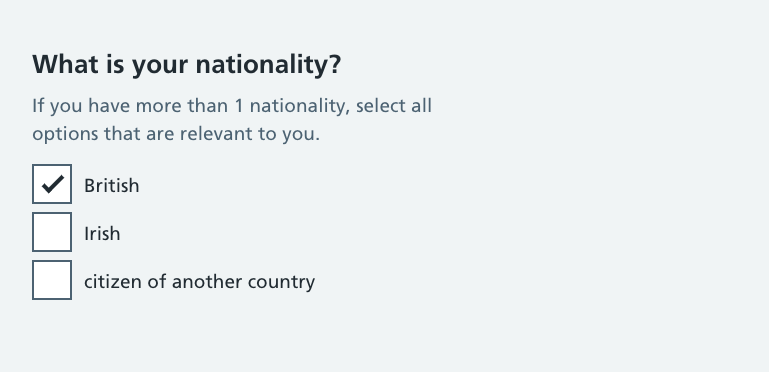 What is your nationality?
If you have more than 1 nationality, select all
options that are relevant to you.
British
Irish
citizen of another country